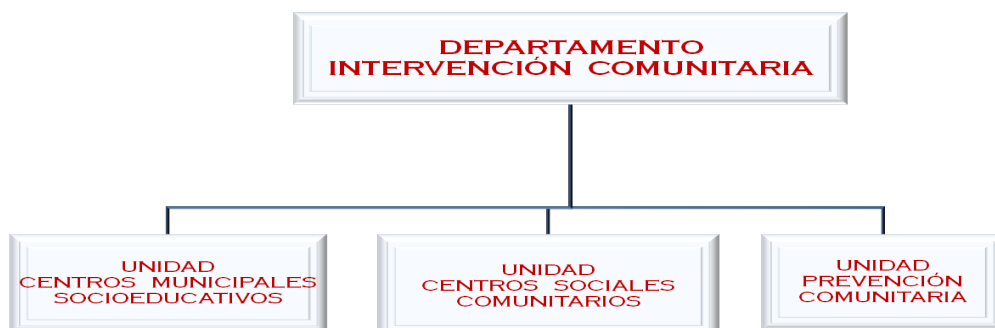 DEPARTAMENTO
INTERVENCIÓN COMUNITARIA
UNIDAD
CENTROS MUNICIPALES
SOCIOEDUCATIVOS
UNIDAD
CENTROS SOCIALES
COMUNITARIOS
UNIDAD
PREVENCIÓN
COMUNITARIA